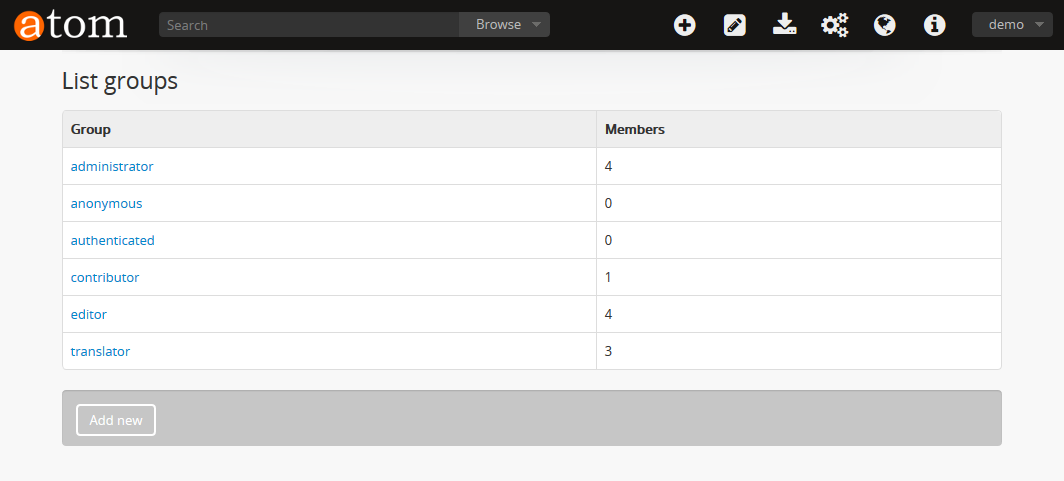 atom
Search
Browse
demo
List groups
Group Members
administrator 4
anonymous 0
authenticated 0
contributor 1
editor 4
translator 3
Add new